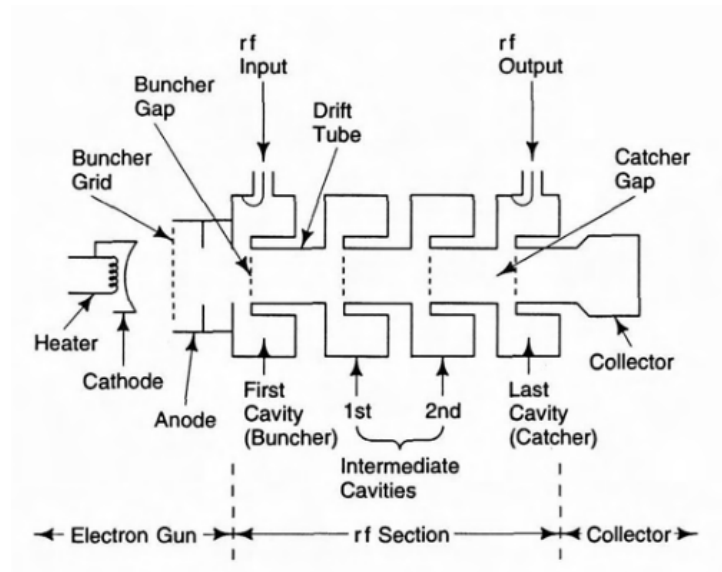 rf
Input
rf
Output
Buncher
Gap
Drift
Tube
Buncher
Grid
Catcher
Gap
Heater
Cathode
Anode
First
Cavity
(Buncher)
1st
2nd
Intermediate
Cavities
Last
Cavity
(Catcher)
Collector
Electron Gun
rf Section
Collector